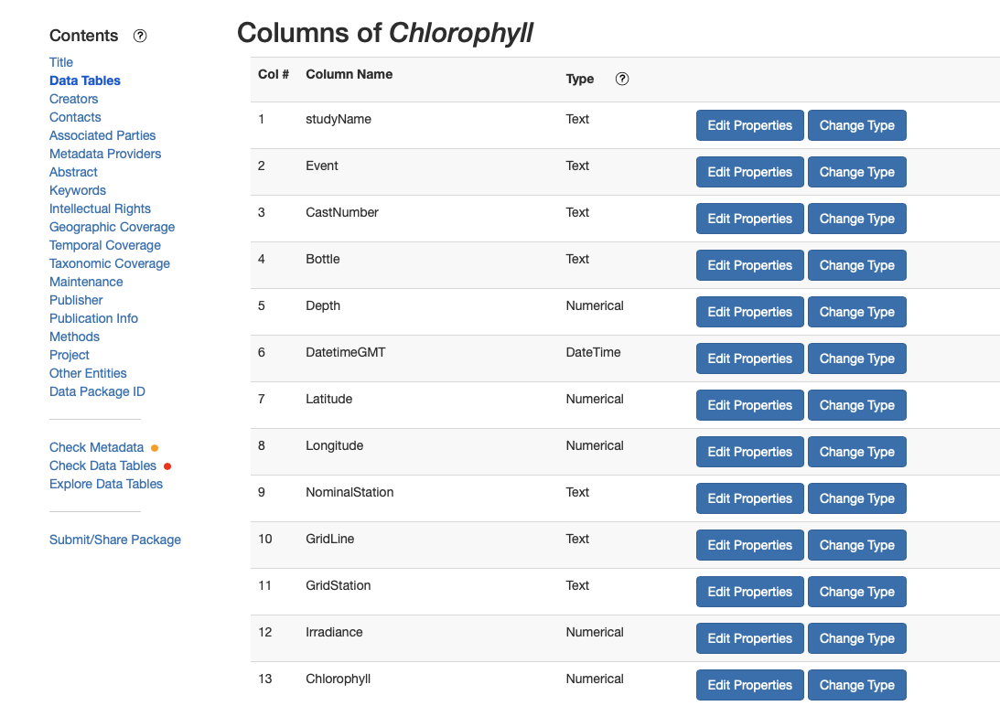 Contents ?
Title
Data Tables
Creators
Contacts
Associated Parties
Metadata Providers
Abstract
Keywords
Intellectual Rights
Geographic Coverage
Temporal Coverage
Taxonomic Coverage
Maintenance
Publisher
Publication Info
Methods
Project
Other Entities
Data Package ID
Check Metadata
Check Data Tables
Explore Data Tables
Submit/Share Package
Columns of Chlorophyll
Col # Column Name Type ?
1 studyName Text Edit Properties Change Type
2 Event Text Edit Properties Change Type
3 CastNumber Text Edit Properties Change Type
4 Bottle Text Edit Properties Change Type
5 Depth Numerical Edit Properties Change Type
6 DatetimeGMT DateTime Edit Properties Change Type
7 Latitude Numerical Edit Properties Change Type
8 Longitude Numerical Edit Properties Change Type
9 NominalStation Text Edit Properties Change Type
10 GridLine Text Edit Properties Change Type
11 GridStation Text Edit Properties Change Type
12 Irradiance Numerical Edit Properties Change Type
13 Chlorophyll Numerical Edit Properties Change Type